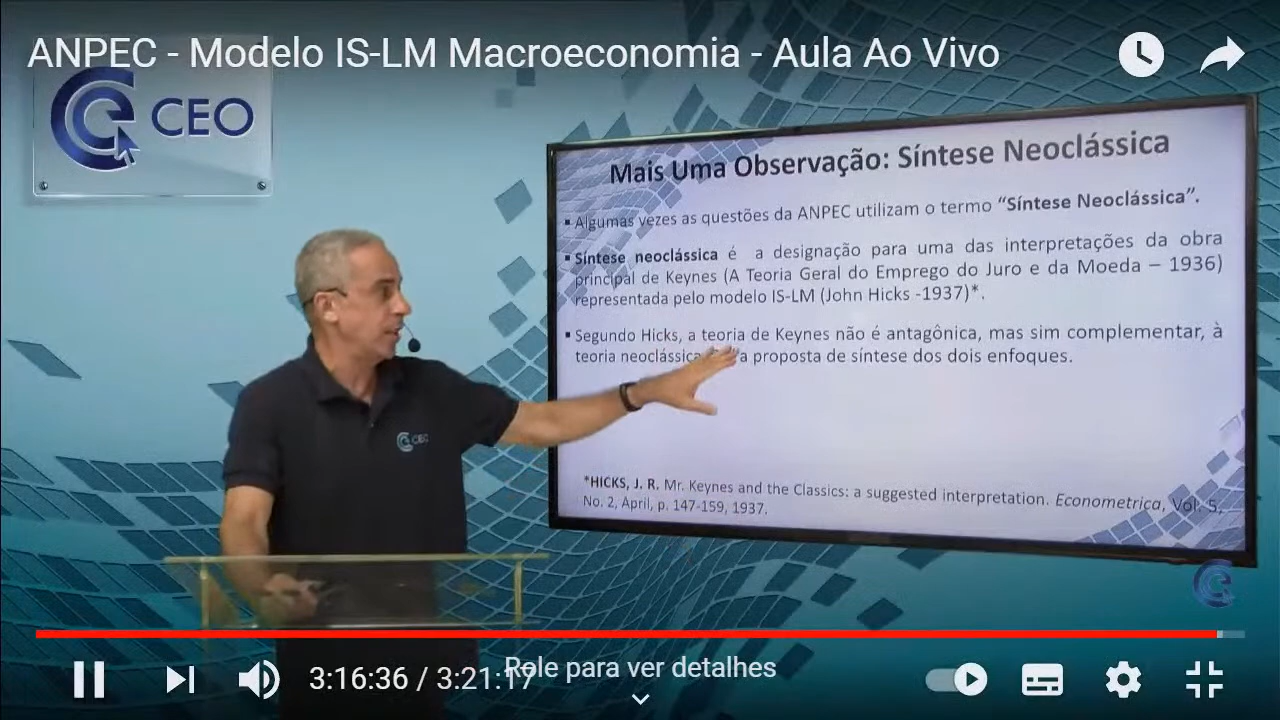 ANPEC - Modelo IS-LM Macroeconomia - Aula Ao Vivo
CEO
Mais Uma Observação: Síntese Neoclássica
▪ Algumas vezes as questões da ANPEC utilizam o termo “Síntese Neoclássica”.
▪ Síntese neoclássica é a designação para uma das interpretações da obra
principal de Keynes (A Teoria Geral do Emprego do Juro e da Moeda – 1936)
representada pelo modelo IS-LM (John Hicks -1937)*.
▪ Segundo Hicks, a teoria de Keynes não é antagônica, mas sim complementar, à
teoria neoclássica a proposta de síntese dos dois enfoques.
CEO
*HICKS, J. R. Mr. Keynes and the Classics: a suggested interpretation. Econometrica, Vol. 5,
No. 2, April, p. 147-159, 1937.
3:16:36 / 3:21:17
Role para ver detalhes